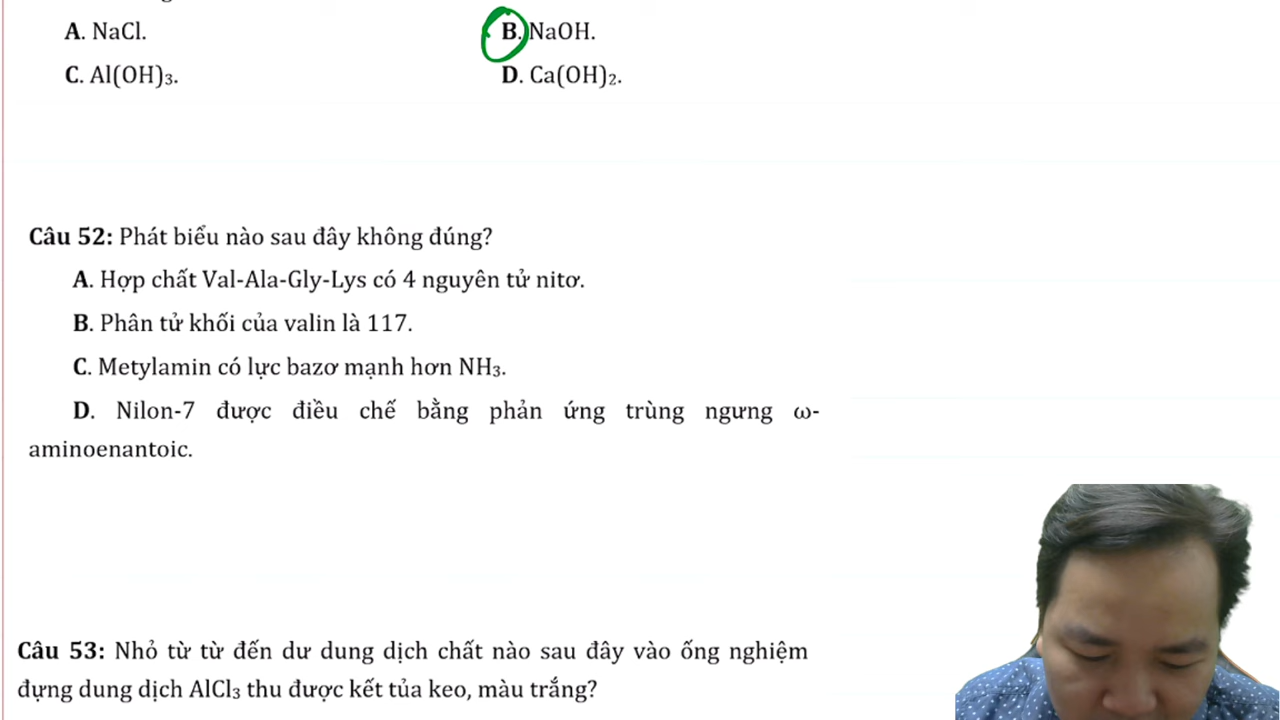 A. NaCl. B. NaOH.
C. Al(OH)₃. D. Ca(OH)₂.
Câu 52: Phát biểu nào sau đây không đúng?
A. Hợp chất Val-Ala-Gly-Lys có 4 nguyên tử nitơ.
B. Phân tử khối của valin là 117.
C. Metylamin có lực bazơ mạnh hơn NH₃.
D. Nilon-7 được điều chế bằng phản ứng trùng ngưng ω-
aminoenantoic.
Câu 53: Nhỏ từ từ đến dư dung dịch chất nào sau đây vào ống nghiệm
đựng dung dịch AlCl₃ thu được kết tủa keo, màu trắng?